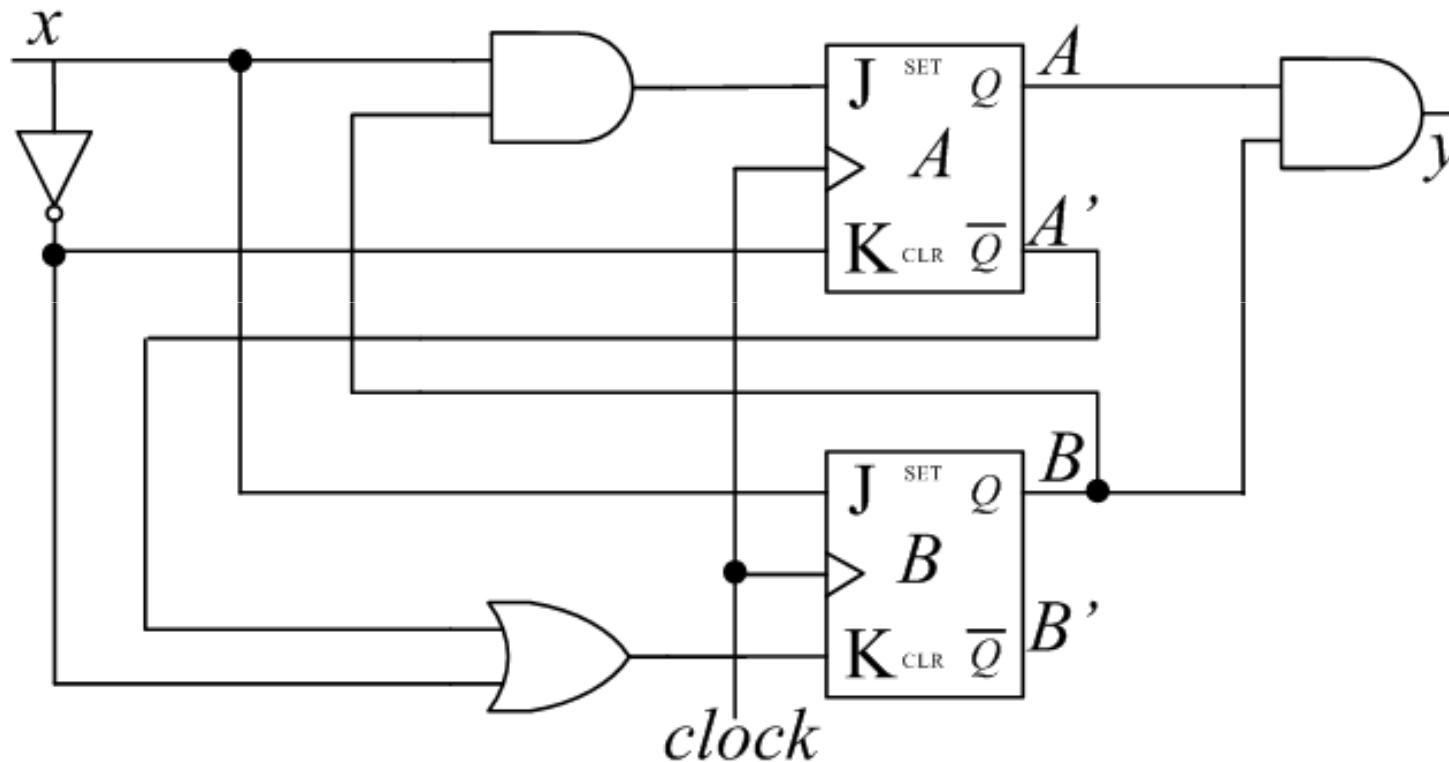 x
J SET Q A
A
K CLR Q̅ A’
y
J SET Q B
B
K CLR Q̅ B’
clock